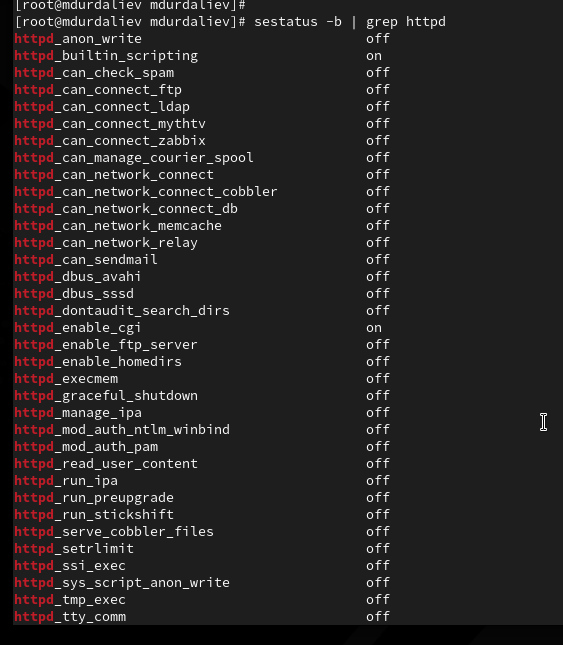 [root@mdurdaliev mdurdaliev]#
[root@mdurdaliev mdurdaliev]# sestatus -b | grep httpd
httpd_anon_write                            off
httpd_builtin_scripting                     on
httpd_can_check_spam                        off
httpd_can_connect_ftp                       off
httpd_can_connect_ldap                      off
httpd_can_connect_mythtv                    off
httpd_can_connect_zabbix                    off
httpd_can_manage_courier_spool              off
httpd_can_network_connect                   off
httpd_can_network_connect_cobbler           off
httpd_can_network_connect_db                off
httpd_can_network_memcache                  off
httpd_can_network_relay                     off
httpd_can_sendmail                          off
httpd_dbus_avahi                            off
httpd_dbus_sssd                             off
httpd_dontaudit_search_dirs                 off
httpd_enable_cgi                            on
httpd_enable_ftp_server                     off
httpd_enable_homedirs                       off
httpd_execmem                               off
httpd_graceful_shutdown                     off
httpd_manage_ipa                            off
httpd_mod_auth_ntlm_winbind                 off
httpd_mod_auth_pam                          off
httpd_read_user_content                     off
httpd_run_ipa                               off
httpd_run_preupgrade                        off
httpd_run_stickshift                        off
httpd_serve_cobbler_files                   off
httpd_setrlimit                             off
httpd_ssi_exec                              off
httpd_sys_script_anon_write                 off
httpd_tmp_exec                              off
httpd_tty_comm                              off